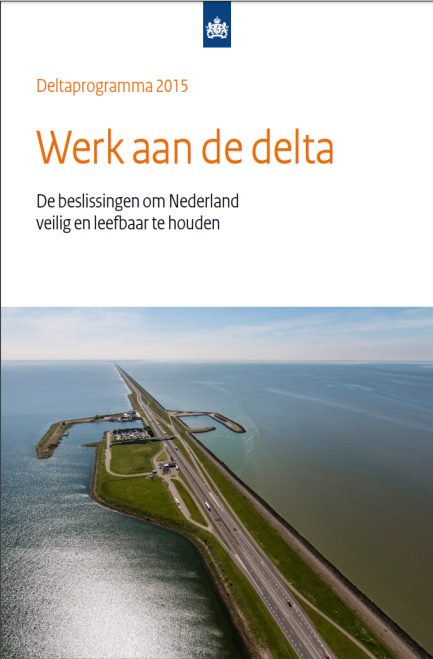 Deltaprogramma 2015
Werk aan de delta
De beslissingen om Nederland
veilig en leefbaar te houden